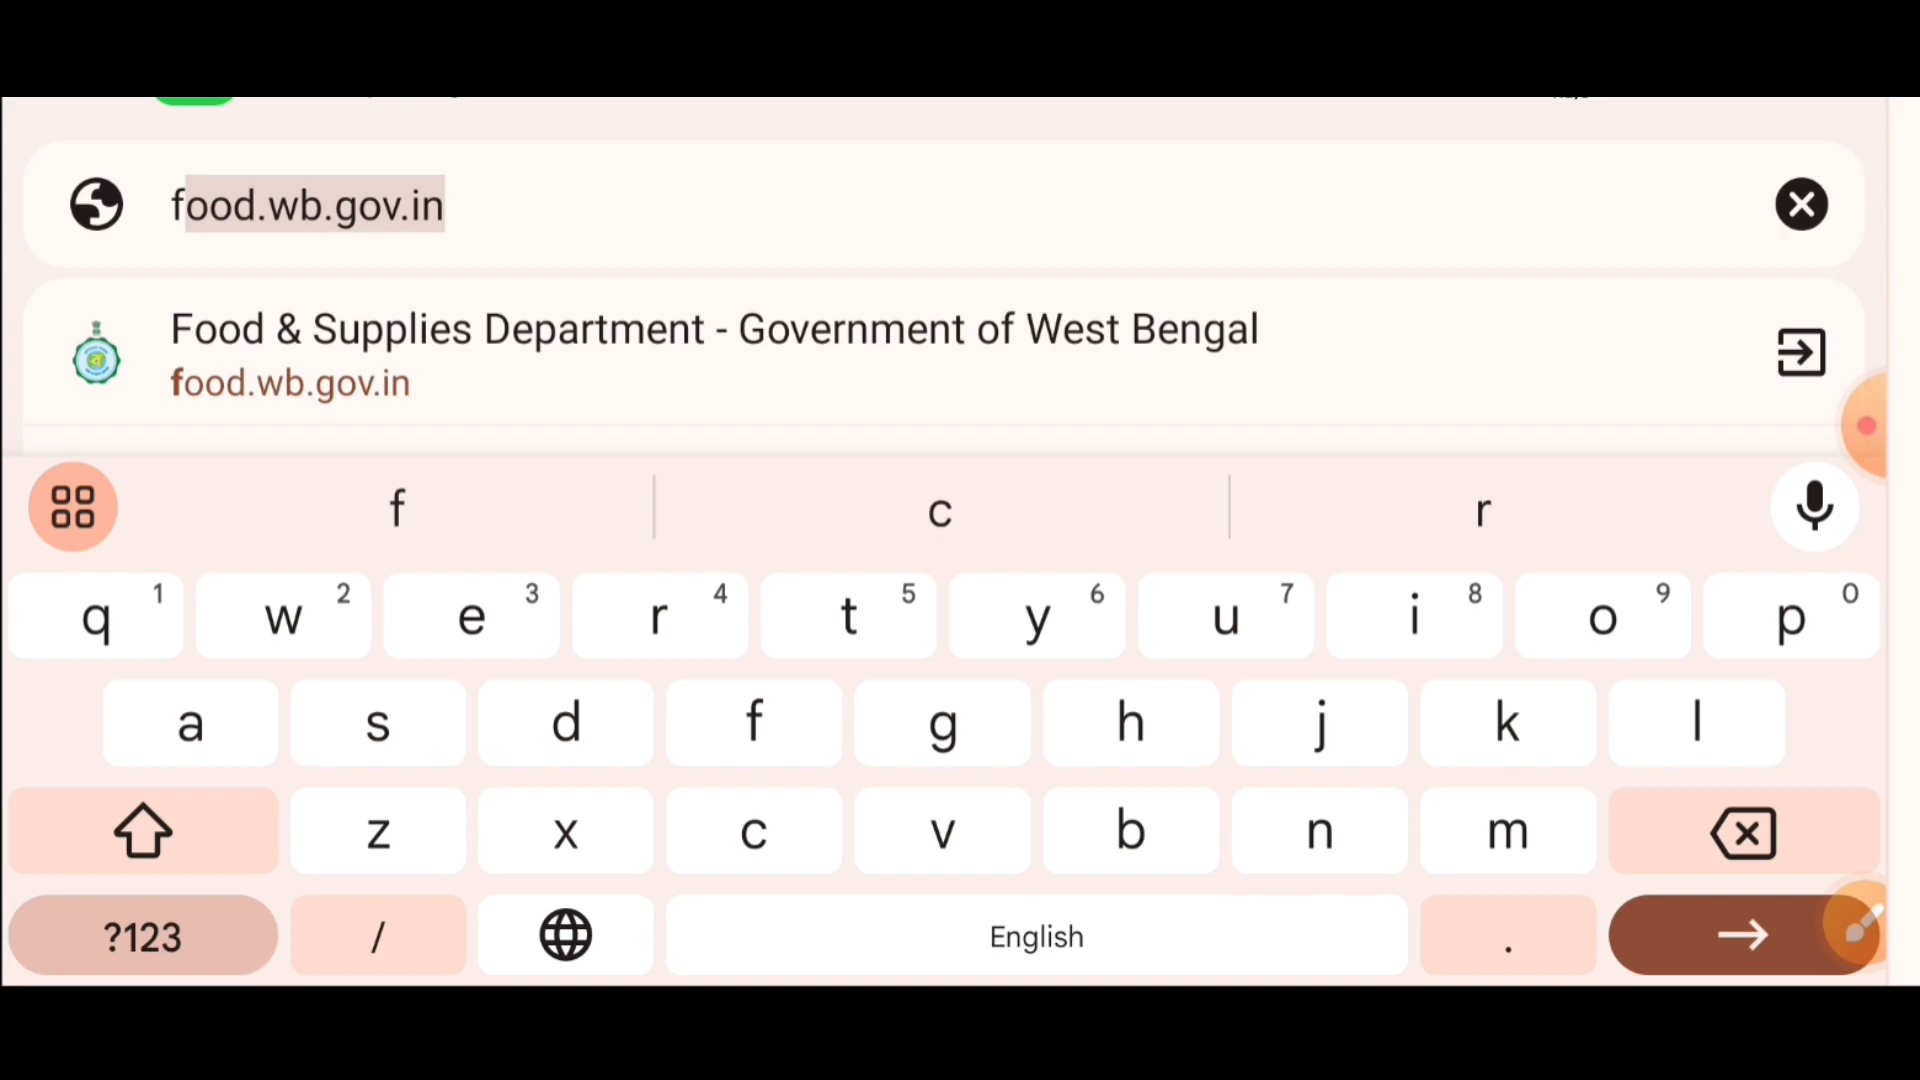 food.wb.gov.in
Food & Supplies Department - Government of West Bengal
food.wb.gov.in
f c r
q 1 w 2 e 3 r 4 t 5 y 6 u 7 i 8 o 9 p 0
a s d f g h j k l
z x c v b n m
?123 / English .